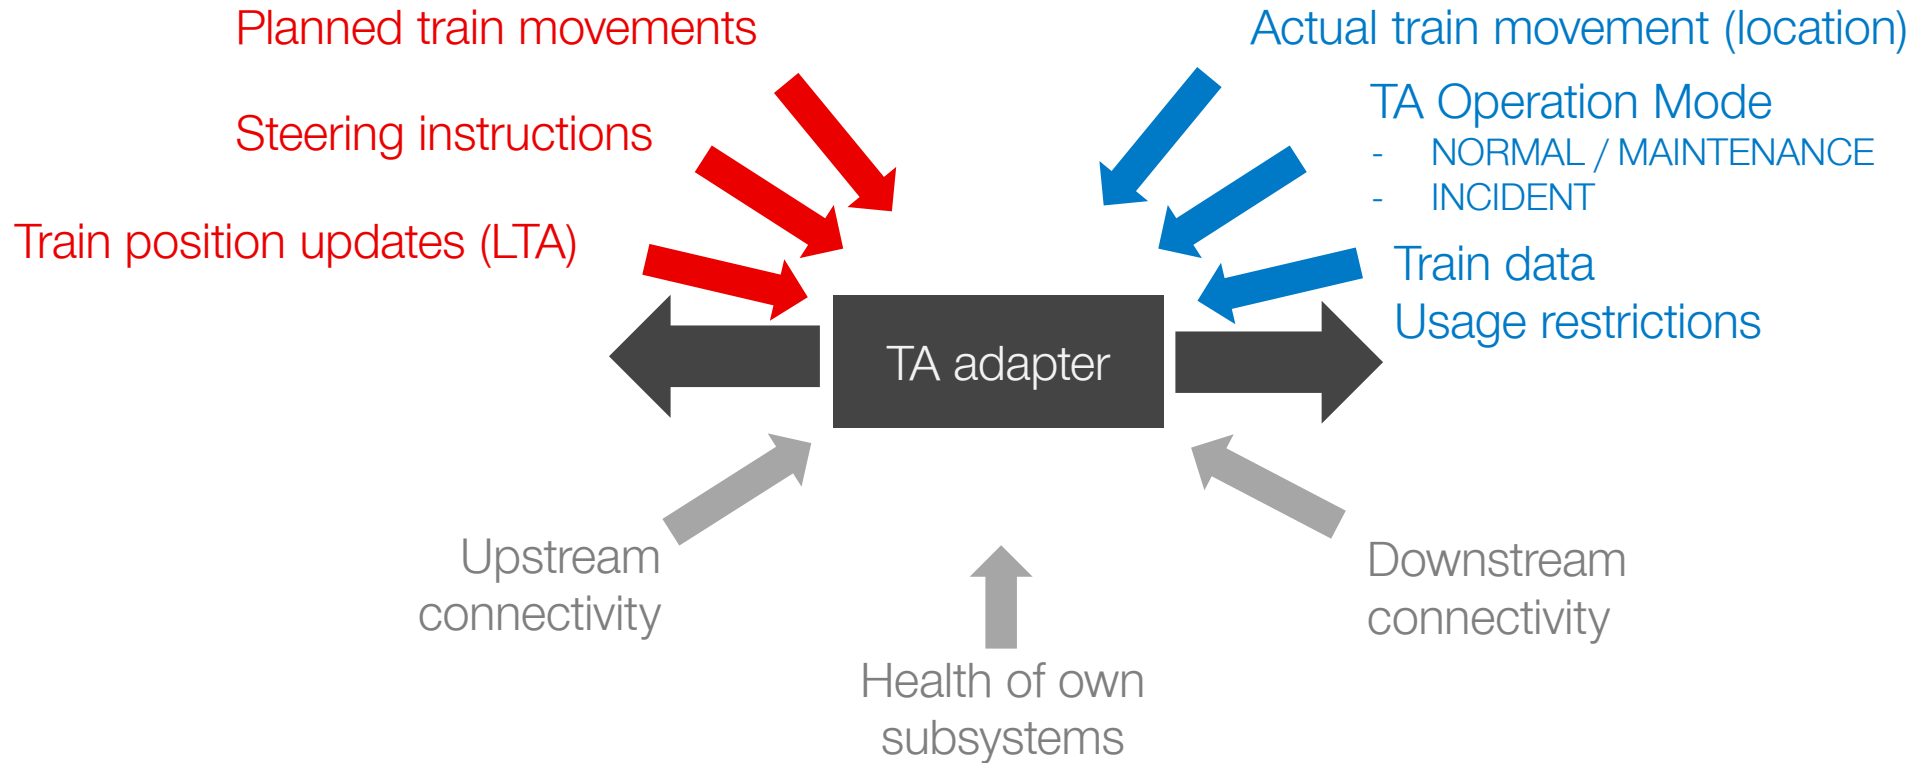 Planned train movements
Steering instructions
Train position updates (LTA)
Actual train movement (location)
TA Operation Mode
- NORMAL / MAINTENANCE
- INCIDENT
Train data
Usage restrictions
TA adapter
Upstream
connectivity
Health of own
subsystems
Downstream
connectivity